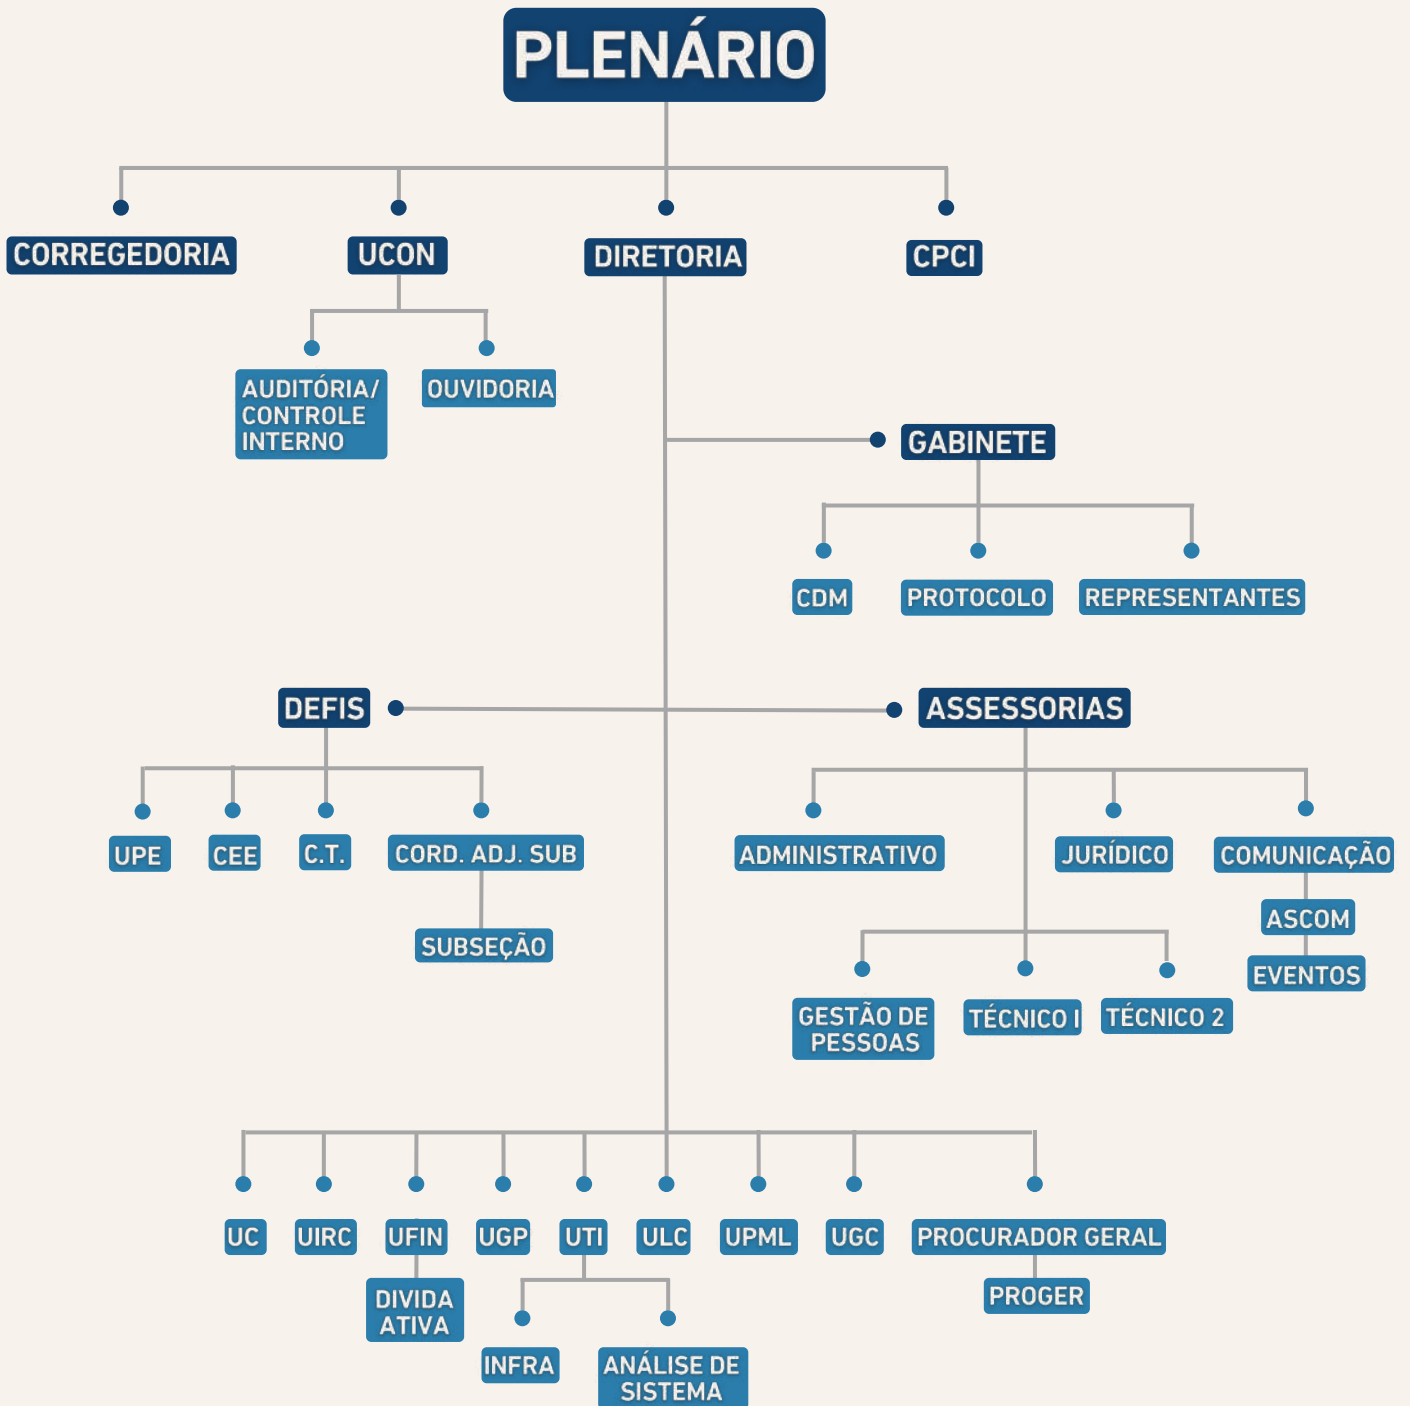 PLENÁRIO
CORREGEDORIA
UCON
DIRETORIA
CPCI
AUDITÓRIA/
CONTROLE
INTERNO
OUVIDORIA
GABINETE
CDM
PROTOCOLO
REPRESENTANTES
DEFIS
ASSESSORIAS
UPE
CEE
C.T.
CORD. ADJ. SUB
SUBSEÇÃO
ADMINISTRATIVO
JURÍDICO
COMUNICAÇÃO
ASCOM
EVENTOS
GESTÃO DE
PESSOAS
TÉCNICO I
TÉCNICO 2
UC
UIRC
UFIN
UGP
UTI
ULC
UPML
UGC
PROCURADOR GERAL
DIVIDA
ATIVA
PROGER
INFRA
ANÁLISE DE
SISTEMA